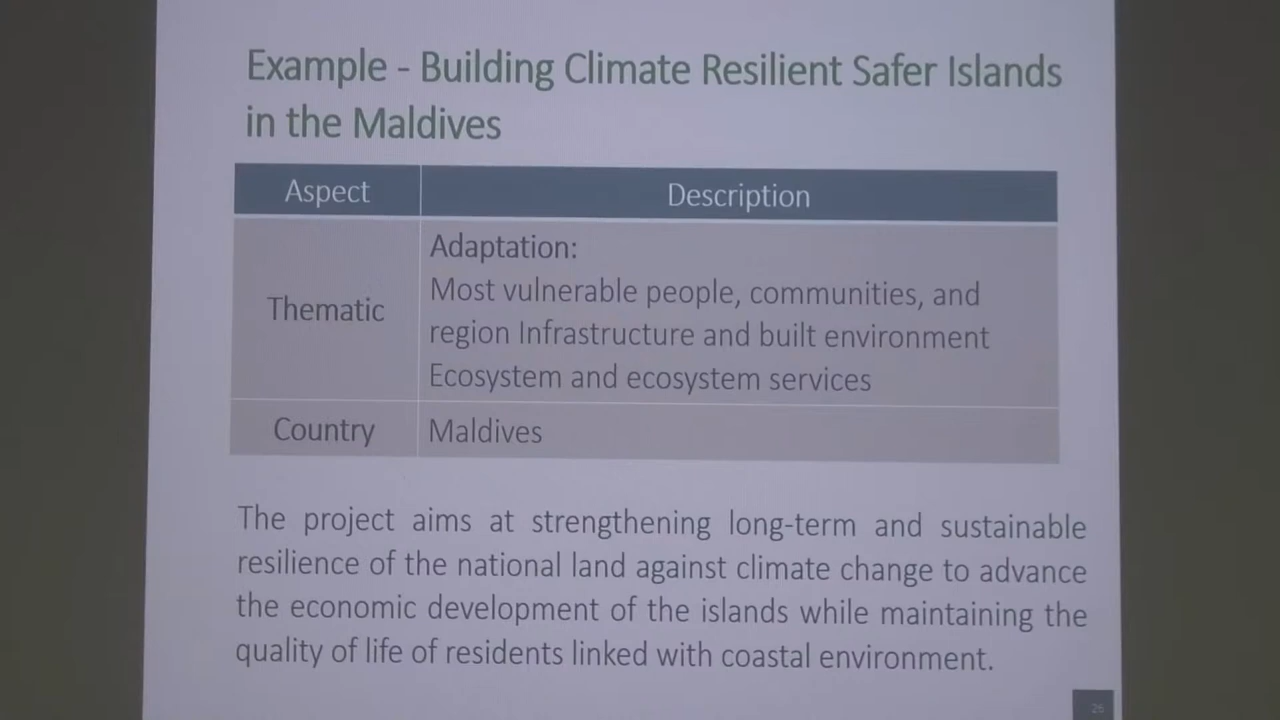 Example - Building Climate Resilient Safer Islands
in the Maldives
Aspect
Description
Thematic
Adaptation:
Most vulnerable people, communities, and
region Infrastructure and built environment
Ecosystem and ecosystem services
Country
Maldives
The project aims at strengthening long-term and sustainable
resilience of the national land against climate change to advance
the economic development of the islands while maintaining the
quality of life of residents linked with coastal environment.
26